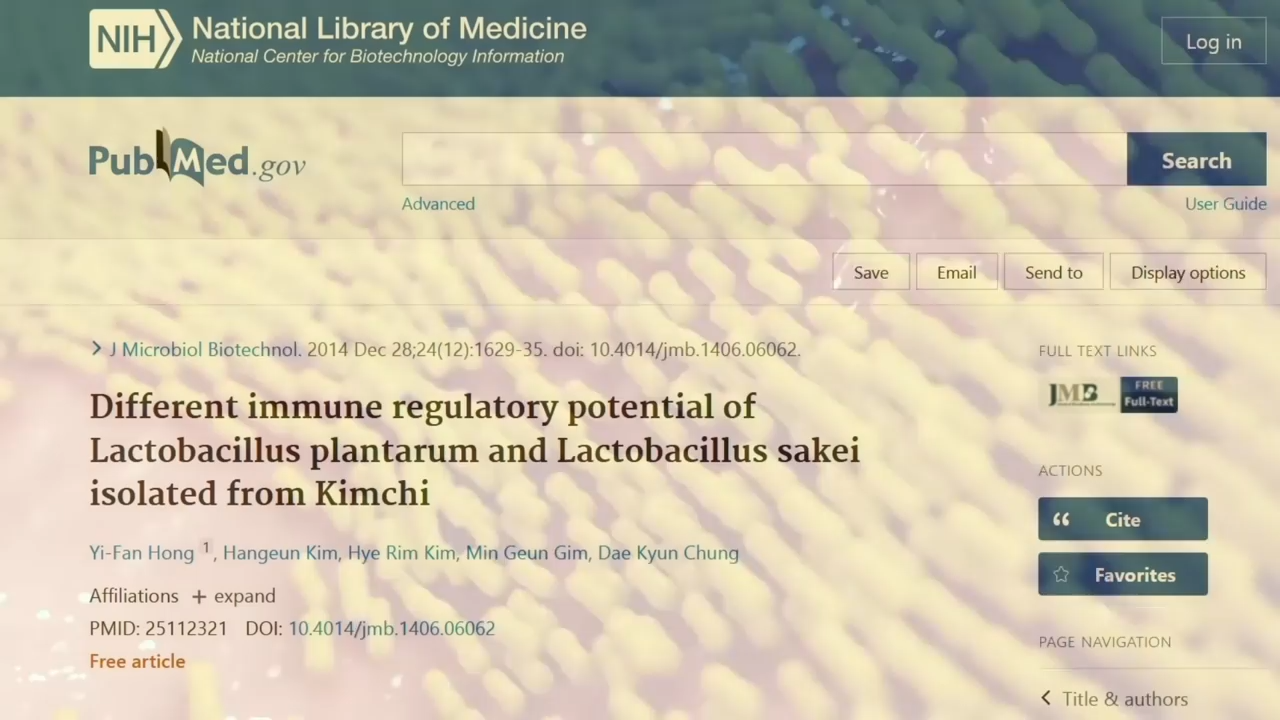 NIH National Library of Medicine
National Center for Biotechnology Information
Log in
PubMed.gov
Search
Advanced
User Guide
Save
Email
Send to
Display options
J Microbiol Biotechnol. 2014 Dec 28;24(12):1629-35. doi: 10.4014/jmb.1406.06062.
Different immune regulatory potential of
Lactobacillus plantarum and Lactobacillus sakei
isolated from Kimchi
Yi-Fan Hong 1, Hangeun Kim, Hye Rim Kim, Min Geun Gim, Dae Kyun Chung
Affiliations + expand
PMID: 25112321 DOI: 10.4014/jmb.1406.06062
Free article
FULL TEXT LINKS
JMB
FREE
Full-Text
ACTIONS
Cite
Favorites
PAGE NAVIGATION
Title & authors